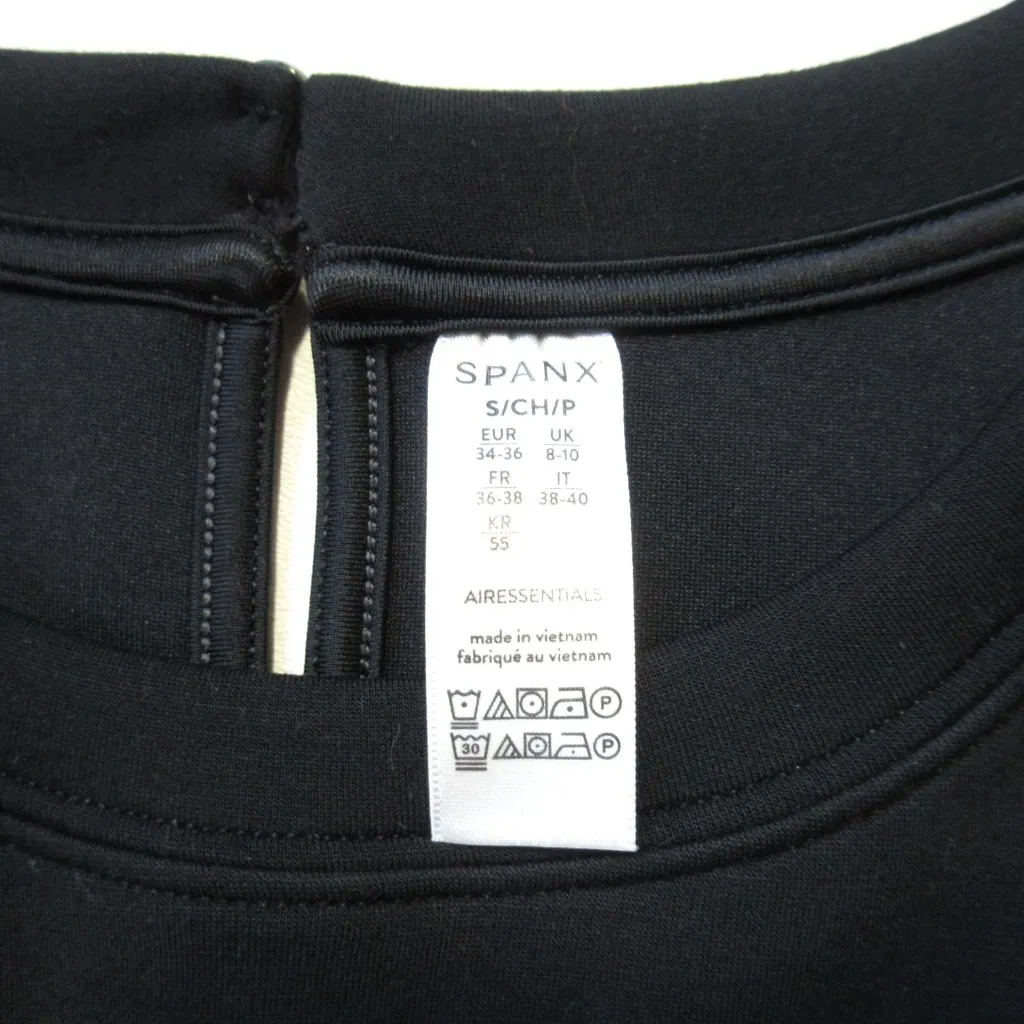 SPANX
S/CH/P
EUR UK
34-36 8-10
FR IT
36-38 38-40
KR
55
AIRESSENTIALS
made in vietnam
fabriqué au vietnam
P
30 P